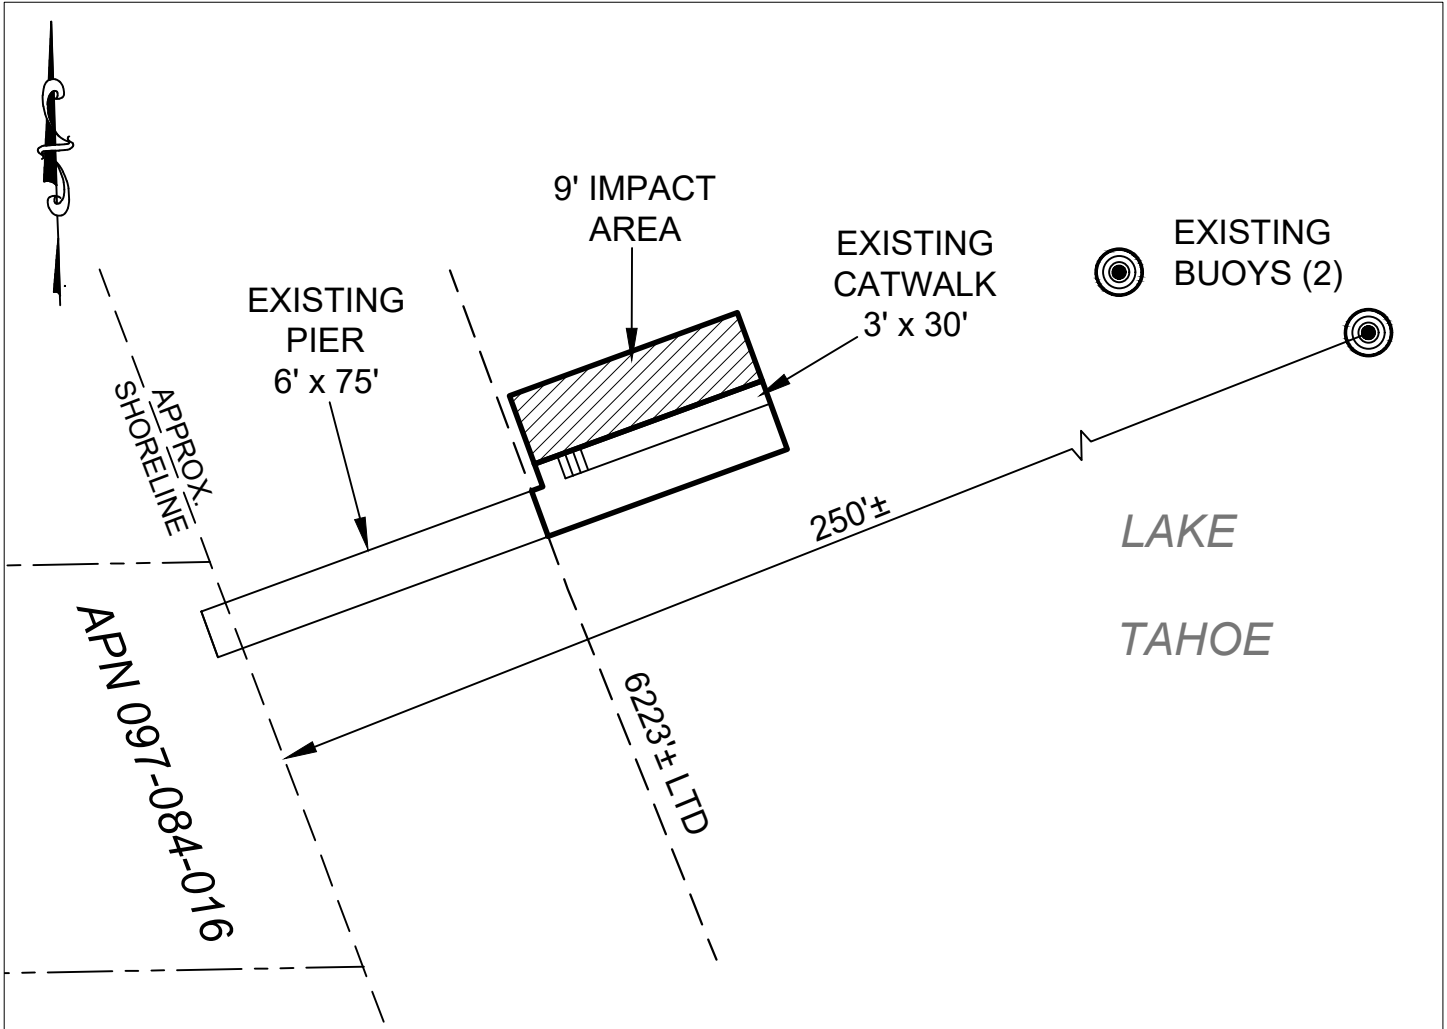 9' IMPACT
AREA
EXISTING
CATWALK
3' x 30'
EXISTING
BUOYS (2)
EXISTING
PIER
6' x 75'
APPROX.
SHORELINE
250'±
LAKE
TAHOE
6223'± LTD
APN 097-084-016